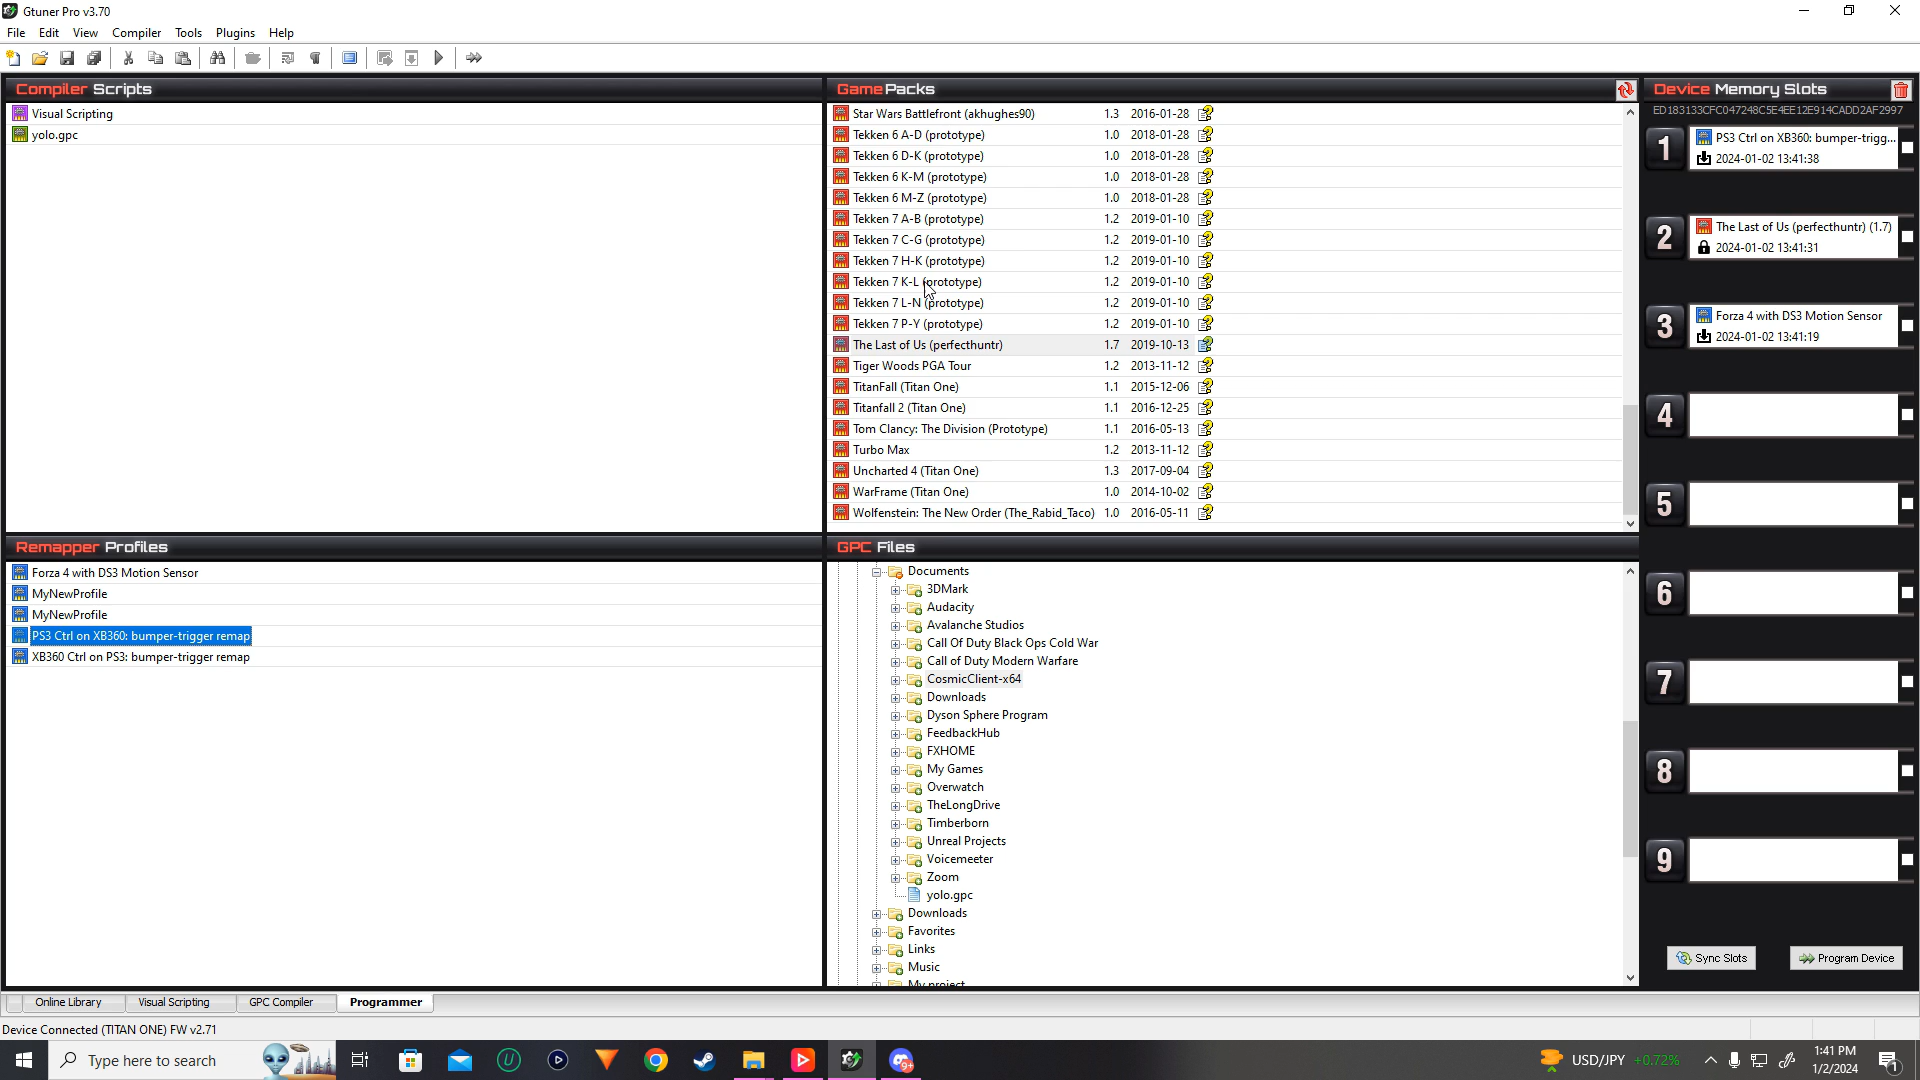 Gtuner Pro v3.70
File Edit View Compiler Tools Plugins Help
Compiler Scripts
Visual Scripting
yolo.gpc
GamePacks
Star Wars Battlefront (akhughes90) 1.3 2016-01-28
Tekken 6 A-D (prototype) 1.0 2018-01-28
Tekken 6 D-K (prototype) 1.0 2018-01-28
Tekken 6 K-M (prototype) 1.0 2018-01-28
Tekken 6 M-Z (prototype) 1.0 2018-01-28
Tekken 7 A-B (prototype) 1.2 2019-01-10
Tekken 7 C-G (prototype) 1.2 2019-01-10
Tekken 7 H-K (prototype) 1.2 2019-01-10
Tekken 7 K-L (prototype) 1.2 2019-01-10
Tekken 7 L-N (prototype) 1.2 2019-01-10
Tekken 7 P-Y (prototype) 1.2 2019-01-10
The Last of Us (perfecthuntr) 1.7 2019-10-13
Tiger Woods PGA Tour 1.2 2013-11-12
TitanFall (Titan One) 1.1 2015-12-06
Titanfall 2 (Titan One) 1.1 2016-12-25
Tom Clancy: The Division (Prototype) 1.1 2016-05-13
Turbo Max 1.2 2013-11-12
Uncharted 4 (Titan One) 1.3 2017-09-04
WarFrame (Titan One) 1.0 2014-10-02
Wolfenstein: The New Order (The_Rabid_Taco) 1.0 2016-05-11
Device Memory Slots
ED183133CFC047248C5E4EE12E914CADD2AF2997
1 PS3 Ctrl on XB360: bumper-trigg...
2024-01-02 13:41:38
2 The Last of Us (perfecthuntr) (1.7)
2024-01-02 13:41:31
3 Forza 4 with DS3 Motion Sensor
2024-01-02 13:41:19
4
5
6
7
8
9
Sync Slots Program Device
Remapper Profiles
Forza 4 with DS3 Motion Sensor
MyNewProfile
MyNewProfile
PS3 Ctrl on XB360: bumper-trigger remap
XB360 Ctrl on PS3: bumper-trigger remap
GPC Files
Documents
3DMark
Audacity
Avalanche Studios
Call Of Duty Black Ops Cold War
Call of Duty Modern Warfare
CosmicClient-x64
Downloads
Dyson Sphere Program
FeedbackHub
FXHOME
My Games
Overwatch
TheLongDrive
Timberborn
Unreal Projects
Voicemeeter
Zoom
yolo.gpc
Downloads
Favorites
Links
Music
My project
Online Library Visual Scripting GPC Compiler Programmer
Device Connected (TITAN ONE) FW v2.71
Type here to search
USD/JPY +0.72%
1:41 PM
1/2/2024